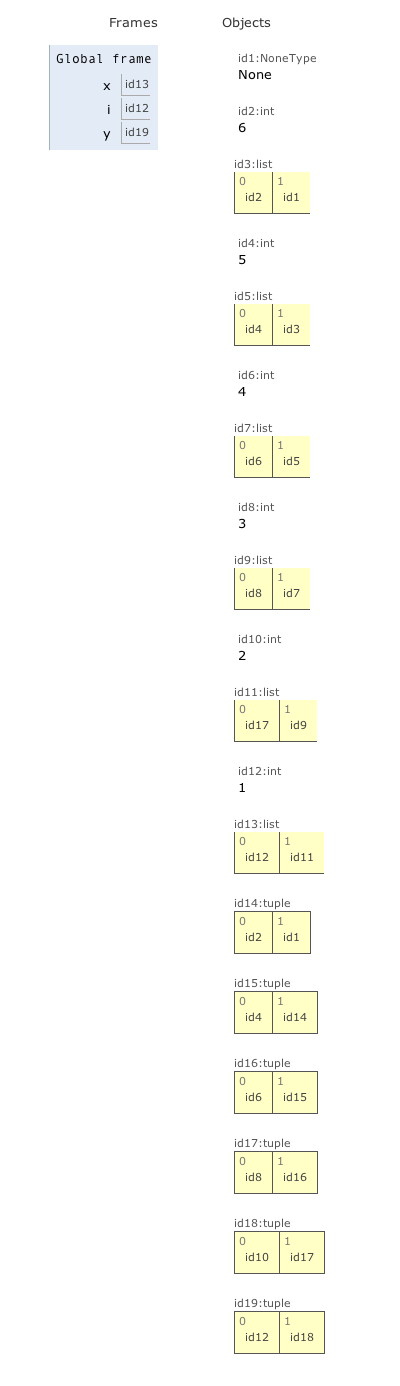 Frames Objects
Global frame
x id13
i id12
y id19
id1:NoneType
None
id2:int
6
id3:list
0 1
id2 id1
id4:int
5
id5:list
0 1
id4 id3
id6:int
4
id7:list
0 1
id6 id5
id8:int
3
id9:list
0 1
id8 id7
id10:int
2
id11:list
0 1
id17 id9
id12:int
1
id13:list
0 1
id12 id11
id14:tuple
0 1
id2 id1
id15:tuple
0 1
id4 id14
id16:tuple
0 1
id6 id15
id17:tuple
0 1
id8 id16
id18:tuple
0 1
id10 id17
id19:tuple
0 1
id12 id18